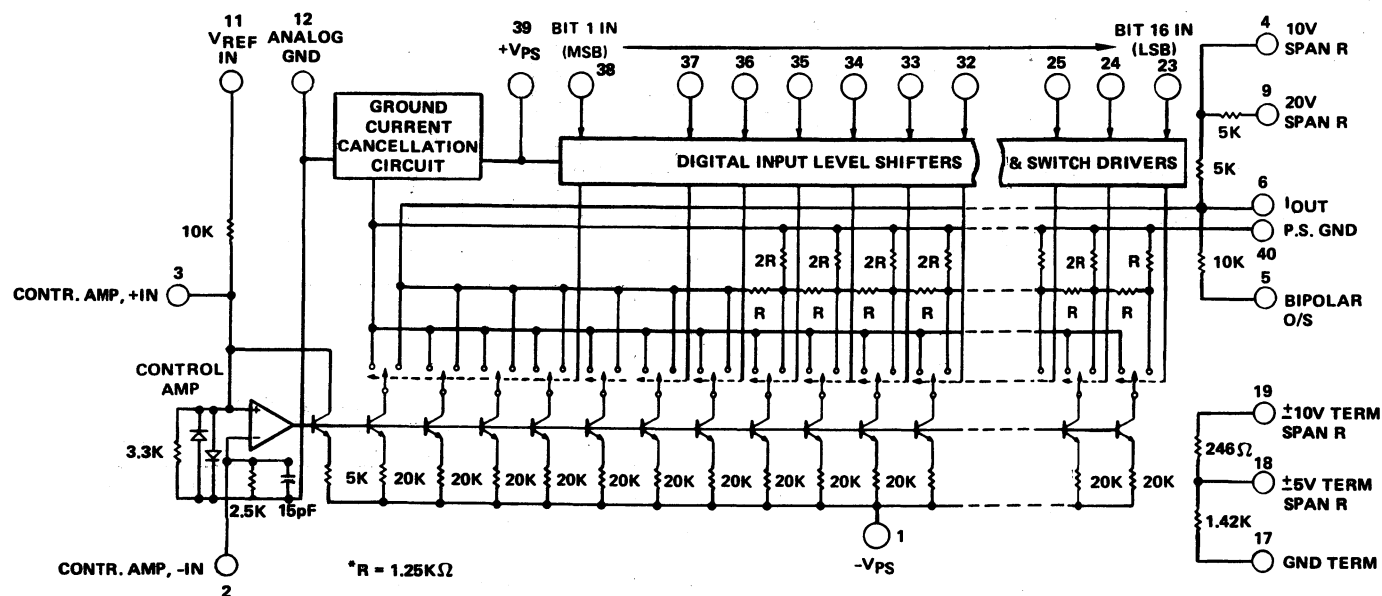 11
V REF
IN
12
ANALOG
GND
39
+VPS
BIT 1 IN
(MSB)
38
37
36
35
34
33
32
25
24
23
BIT 16 IN
(LSB)
4
10V
SPAN R
9
20V
SPAN R
5K
5K
GROUND
CURRENT
CANCELLATION
CIRCUIT
DIGITAL INPUT LEVEL SHIFTERS
& SWITCH DRIVERS
6
IOUT
P.S. GND
40
10K
5
BIPOLAR
O/S
10K
3
CONTR. AMP, +IN
2R
2R
2R
2R
2R
R
R
R
R
R
R
R
CONTROL
AMP
+
−
3.3K
2.5K
15pF
5K
20K
20K
20K
20K
20K
20K
20K
20K
20K
20K
20K
1
-VPS
CONTR. AMP, -IN
2
*R = 1.25KΩ
19
±10V TERM
SPAN R
246Ω
18
±5V TERM
SPAN R
1.42K
17
GND TERM